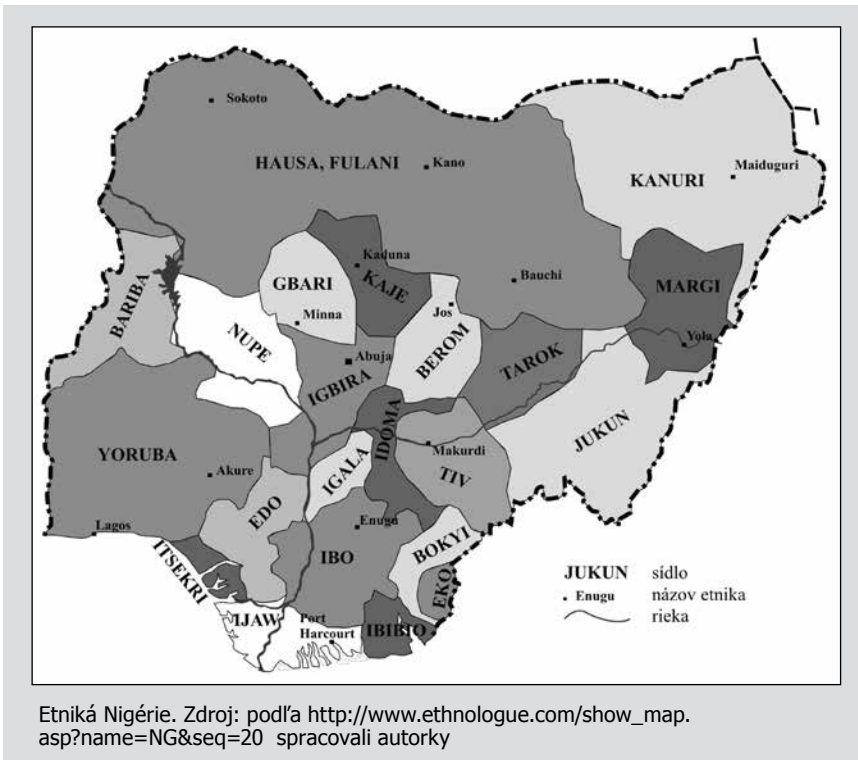 Sokoto
HAUSA, FULANI
Kano
KANURI
Maiduguri
Kaduna
KAJE
GBARI
Minna
Bauchi
MARGI
Yola
BARIBA
NUPE
Jos
BEROM
Abuja
IGBIRA
TAROK
JUKUN
IDOMA
Makurdi
TIV
YORUBA
Akure
IGALA
EDO
Enugu
IBO
Lagos
BOKYI
EKO
ITSEKRI
IJAW
Port
Harcourt
IBIBIO
JUKUN sídlo
Enugu názov etnika
rieka
Etniká Nigérie. Zdroj: podľa http://www.ethnologue.com/show_map.
asp?name=NG&seq=20 spracovali autorky